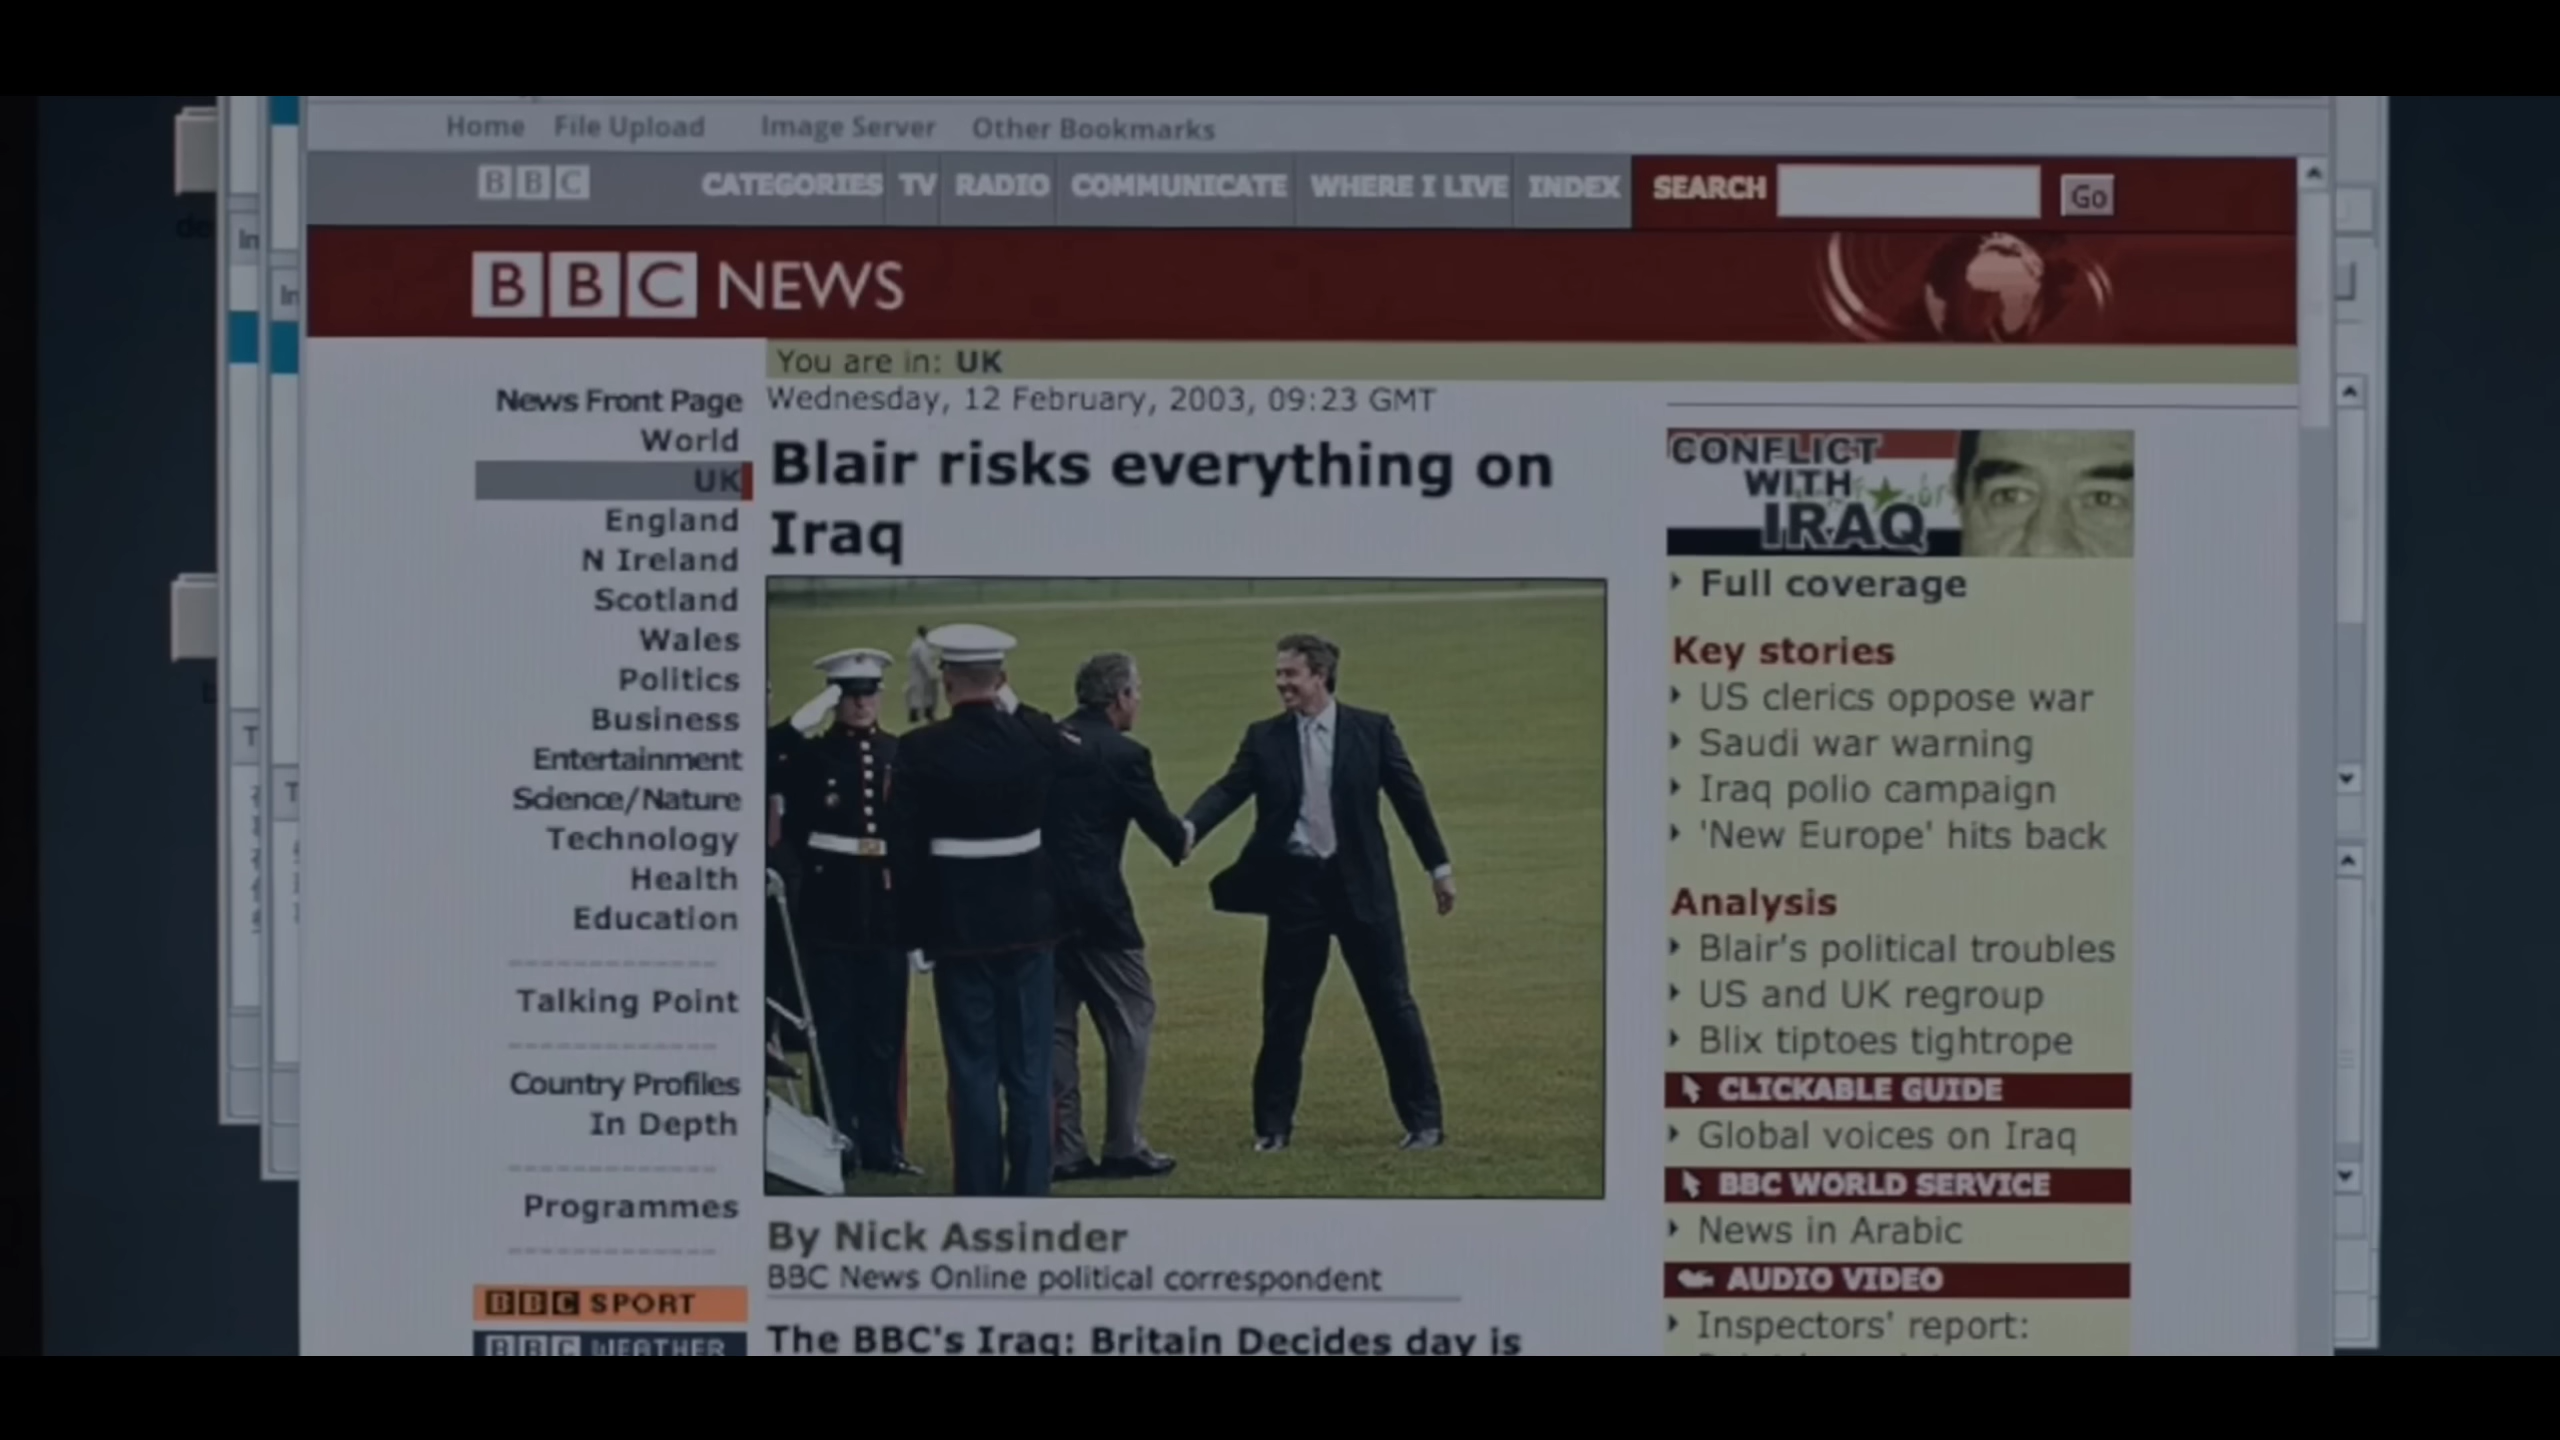 Home File Upload Image Server Other Bookmarks
BBC CATEGORIES TV RADIO COMMUNICATE WHERE I LIVE INDEX SEARCH Go
BBC NEWS
You are in: UK
Wednesday, 12 February, 2003, 09:23 GMT
Blair risks everything on
Iraq
News Front Page
World
UK
England
N Ireland
Scotland
Wales
Politics
Business
Entertainment
Science/Nature
Technology
Health
Education
Talking Point
Country Profiles
In Depth
Programmes
BBC SPORT
BBC WEATHER
By Nick Assinder
BBC News Online political correspondent
The BBC's Iraq: Britain Decides day is
CONFLICT
WITH
IRAQ
Full coverage
Key stories
US clerics oppose war
Saudi war warning
Iraq polio campaign
'New Europe' hits back
Analysis
Blair's political troubles
US and UK regroup
Blix tiptoes tightrope
CLICKABLE GUIDE
Global voices on Iraq
BBC WORLD SERVICE
News in Arabic
AUDIO VIDEO
Inspectors' report: